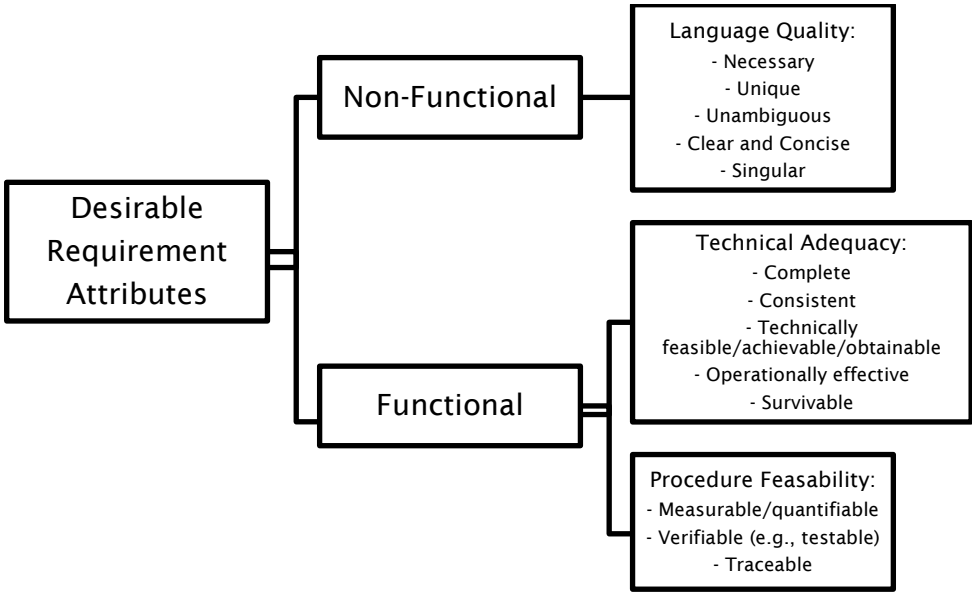 Desirable
Requirement
Attributes
Non-Functional
Language Quality:
- Necessary
- Unique
- Unambiguous
- Clear and Concise
- Singular
Functional
Technical Adequacy:
- Complete
- Consistent
- Technically
feasible/achievable/obtainable
- Operationally effective
- Survivable
Procedure Feasability:
- Measurable/quantifiable
- Verifiable (e.g., testable)
- Traceable